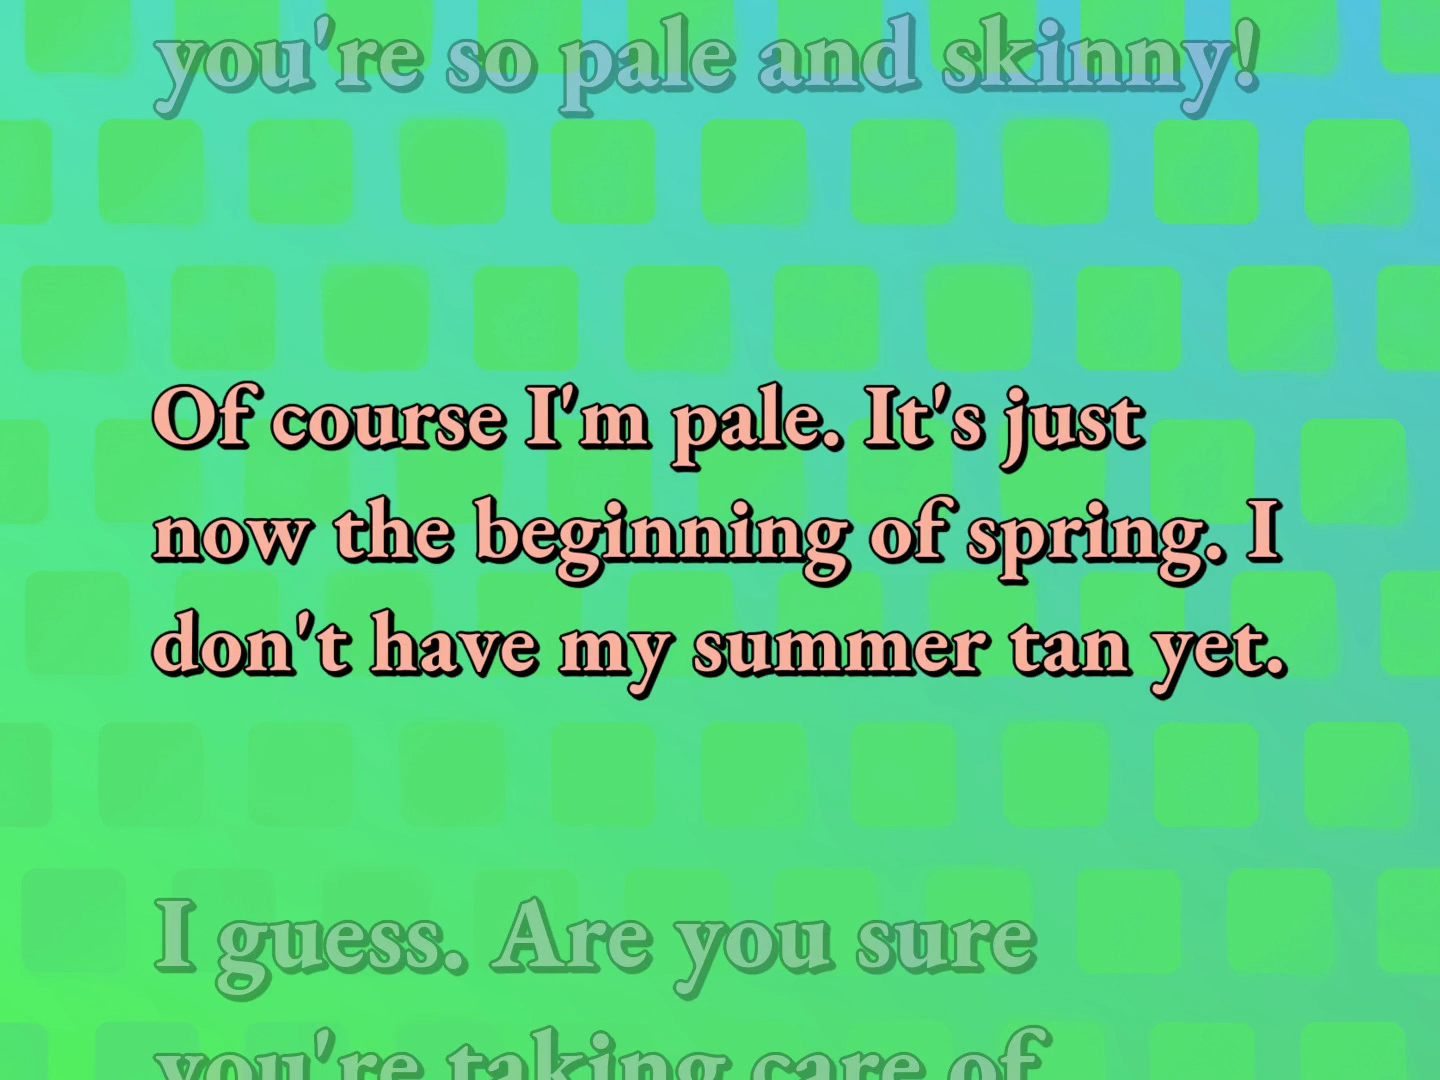 you're so pale and skinny!
Of course I'm pale. It's just
now the beginning of spring. I
don't have my summer tan yet.
I guess. Are you sure
you're taking care of